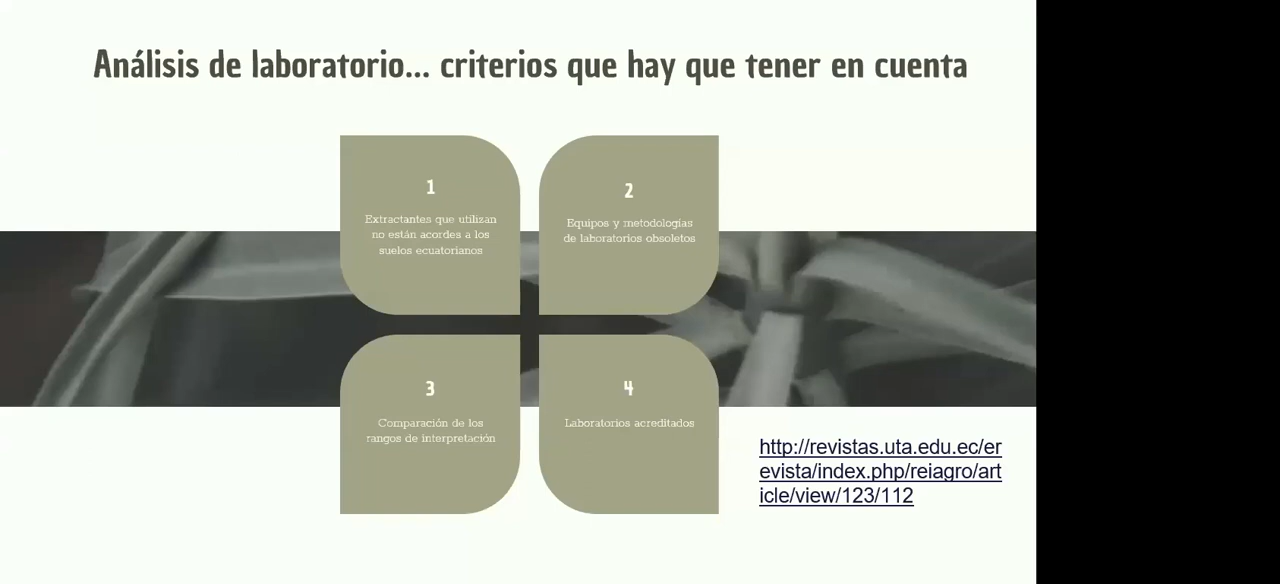 Análisis de laboratorio... criterios que hay que tener en cuenta
1
Extractantes que utilizan
no están acordes a los
suelos ecuatorianos
2
Equipos y metodologías
de laboratorios obsoletos
3
Comparación de los
rangos de interpretación
4
Laboratorios acreditados
http://revistas.uta.edu.ec/er
evista/index.php/reiagro/art
icle/view/123/112